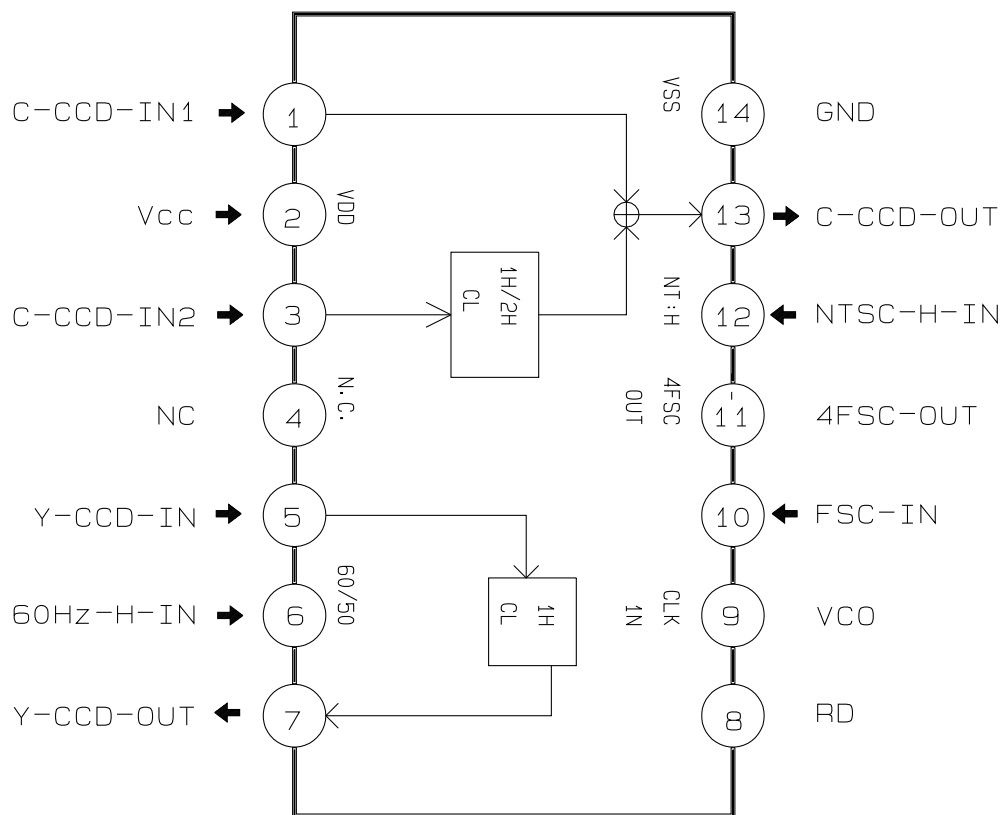 C-CCD-IN1
1
VSS
14
GND
Vcc
2
VDD
13
C-CCD-OUT
C-CCD-IN2
3
1H/2H
CL
NT:H
12
NTSC-H-IN
NC
4
N.C.
4FSC
OUT
11
4FSC-OUT
Y-CCD-IN
5
10
FSC-IN
60Hz-H-IN
6
60/50
1H
CL
CLK
1N
9
VCO
Y-CCD-OUT
7
8
RD